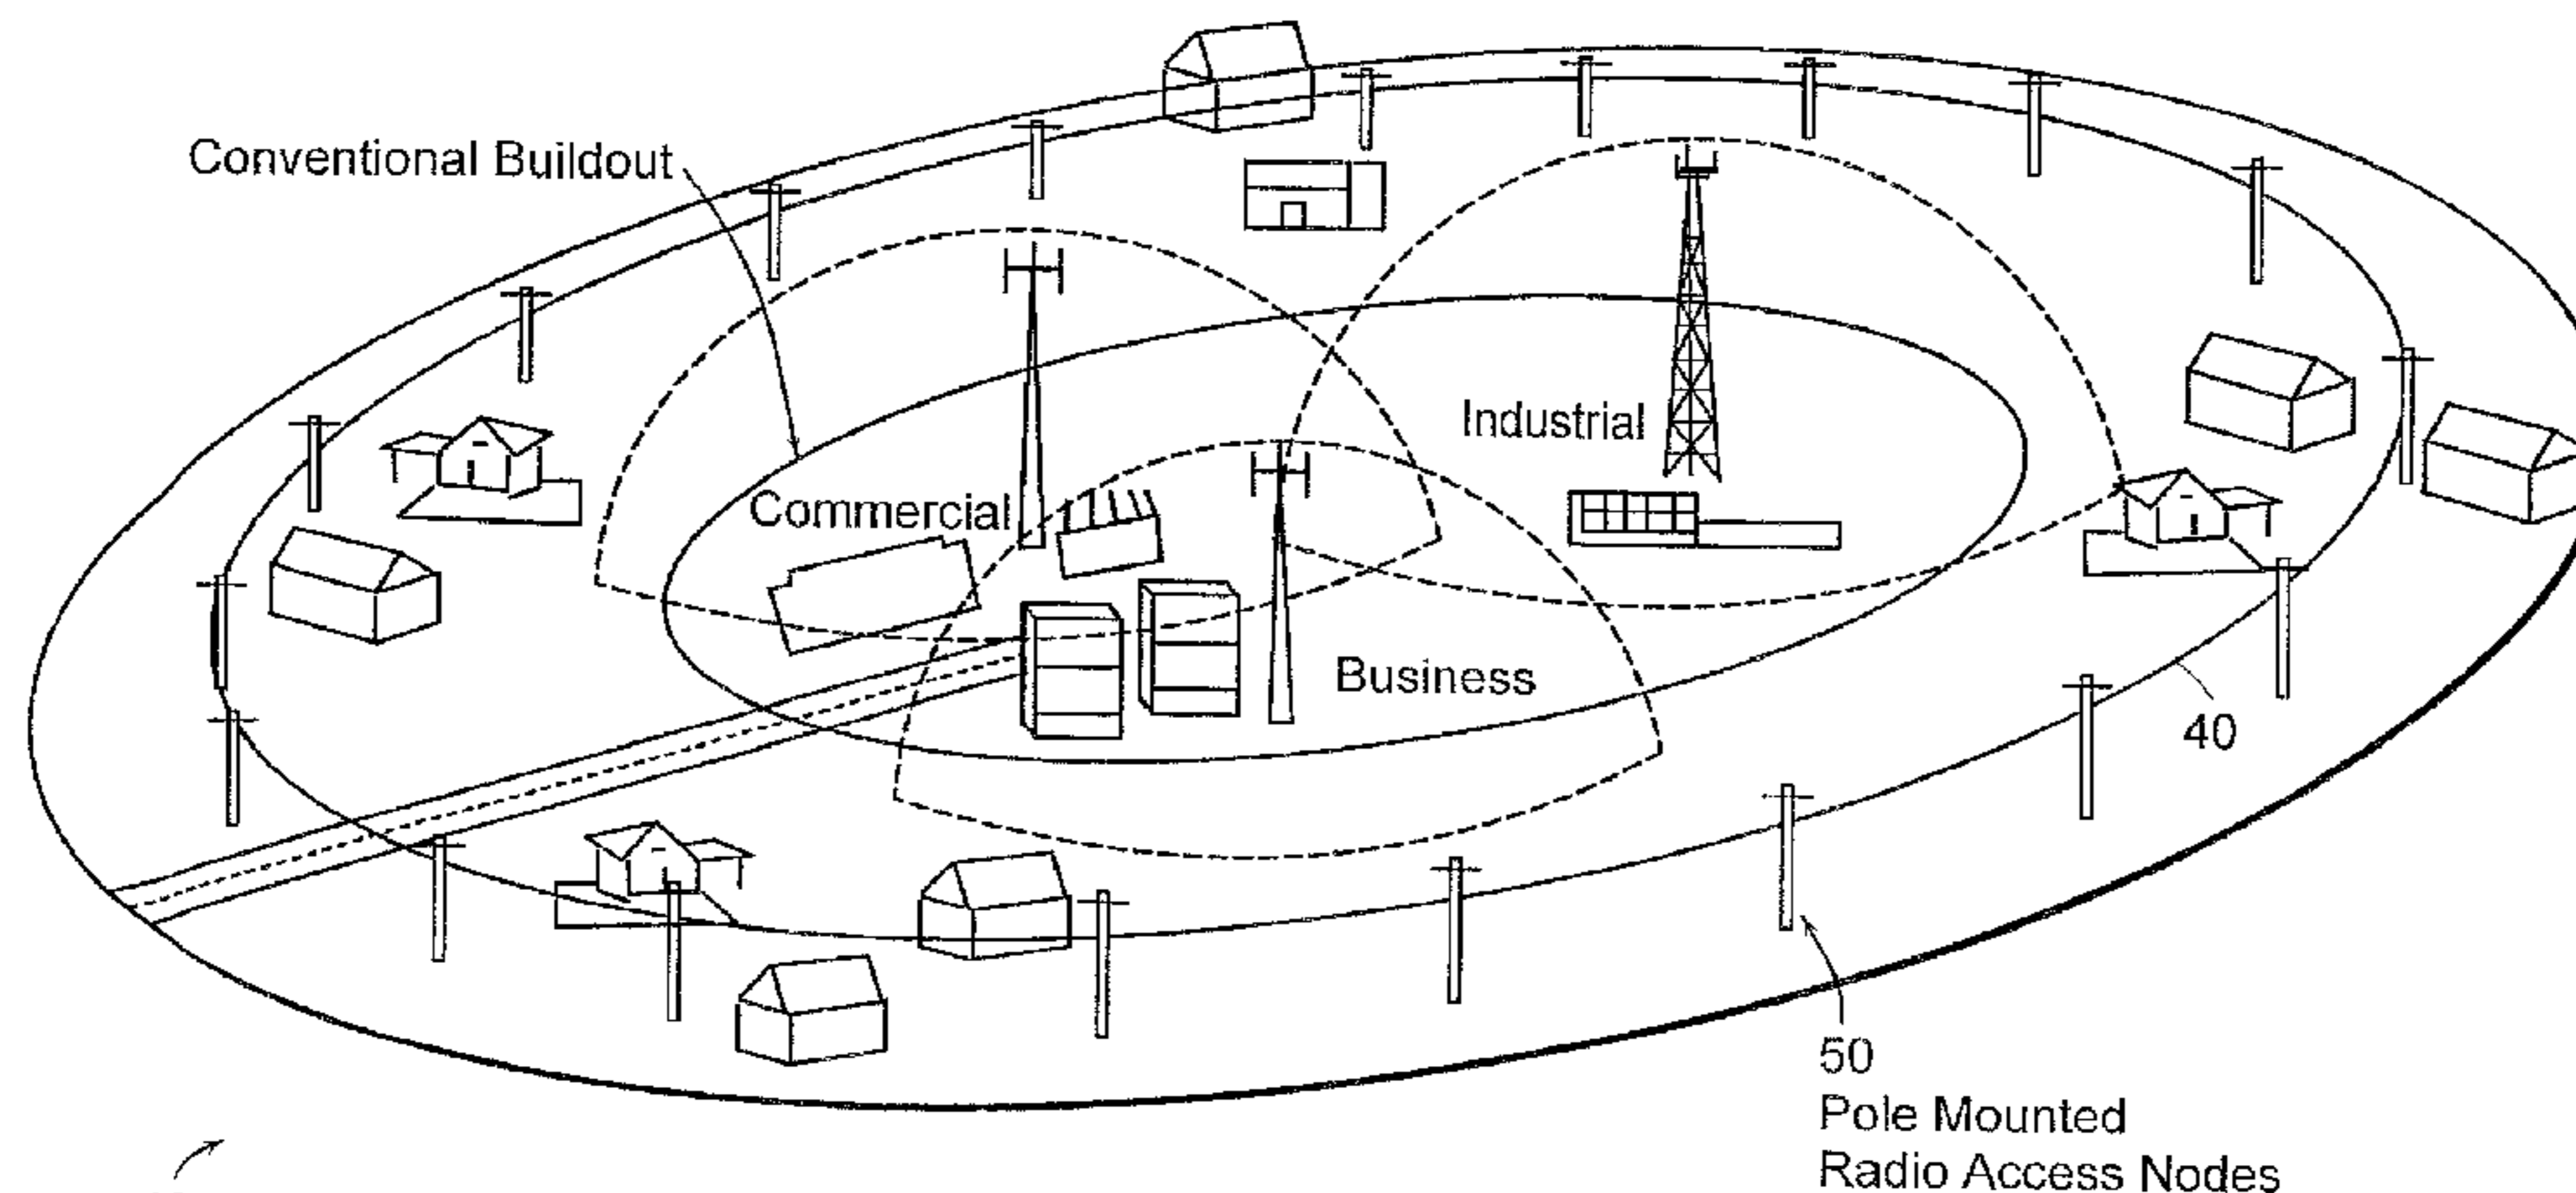 Conventional Buildout
Industrial
Commercial
Business
40
50
Pole Mounted
Radio Access Nodes